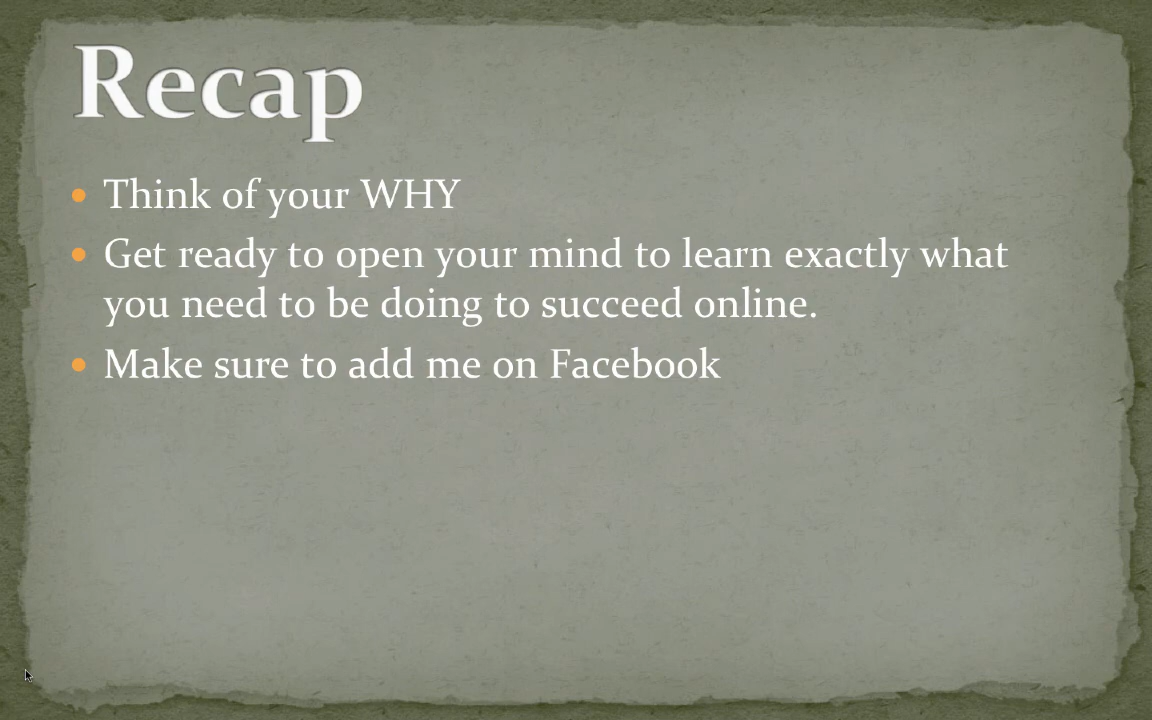 Recap
• Think of your WHY
• Get ready to open your mind to learn exactly what
you need to be doing to succeed online.
• Make sure to add me on Facebook